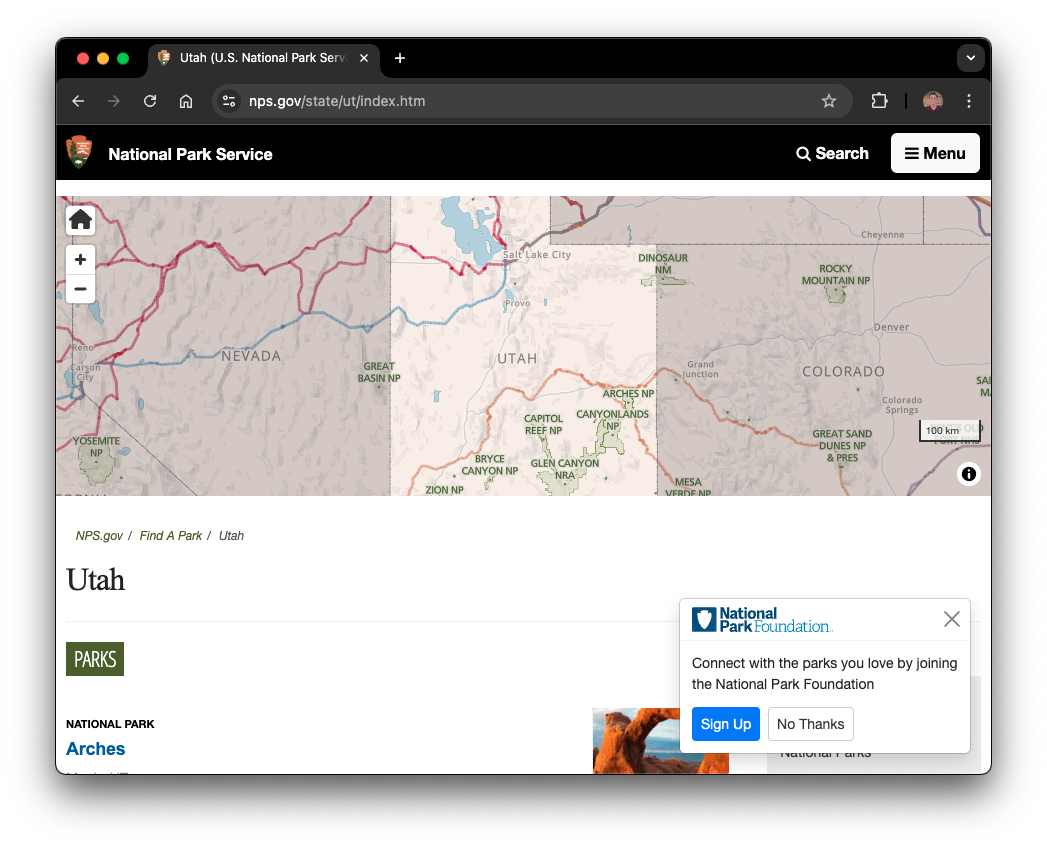 Utah (U.S. National Park Serv
nps.gov/state/ut/index.htm
National Park Service
Search
Menu
Cheyenne
Salt Lake City
DINOSAUR
NM
ROCKY
MOUNTAIN NP
Provo
Denver
Reno
Carson
City
NEVADA
GREAT
BASIN NP
UTAH
Grand
Junction
COLORADO
ARCHES NP
Colorado
Springs
CAPITOL
REEF NP
CANYONLANDS
NP
100 km
YOSEMITE
NP
GREAT SAND
DUNES NP
& PRES
BRYCE
CANYON NP
GLEN CANYON
NRA
ZION NP
MESA
VERDE NP
NPS.gov / Find A Park / Utah
Utah
PARKS
National
Park Foundation
Connect with the parks you love by joining
the National Park Foundation
Sign Up
No Thanks
NATIONAL PARK
Arches
National Parks